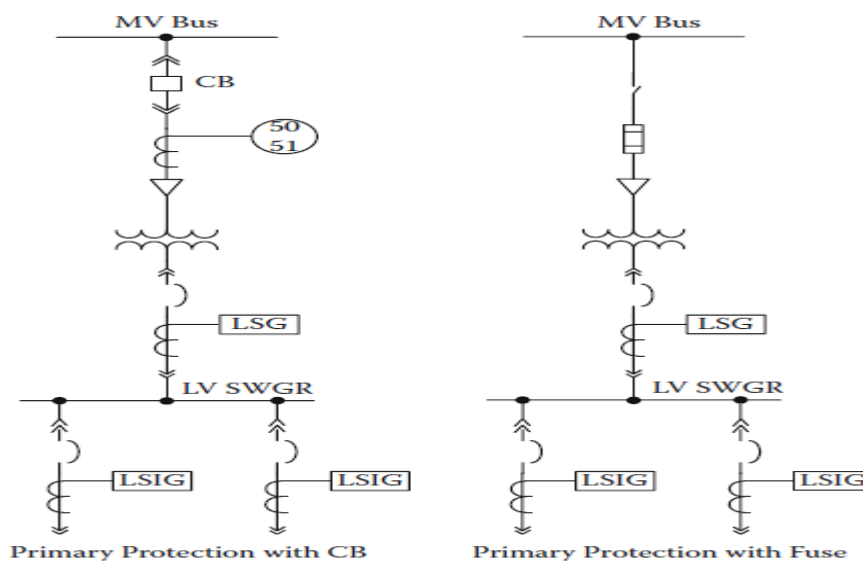 MV Bus
CB
50
51
LSG
LV SWGR
LSIG
LSIG
Primary Protection with CB
MV Bus
LSG
LV SWGR
LSIG
LSIG
Primary Protection with Fuse